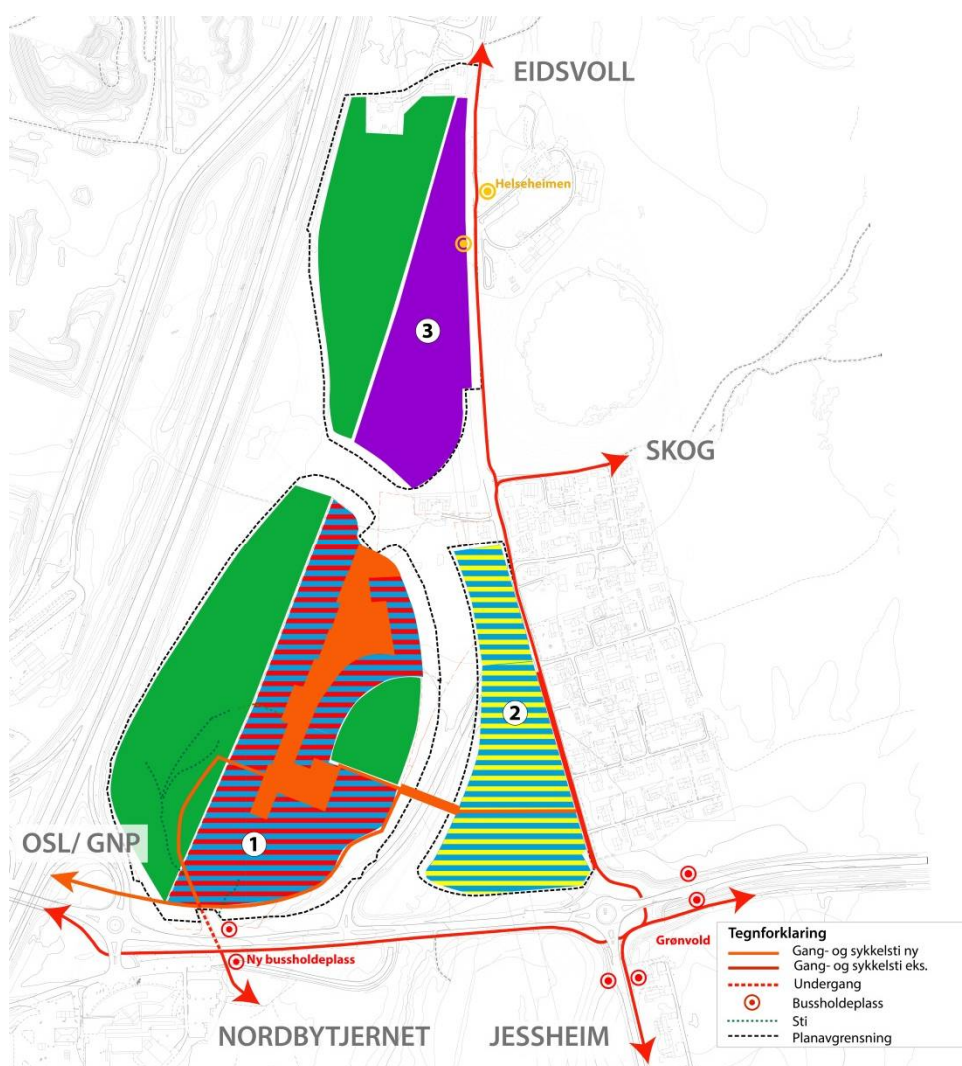 EIDSVOLL
Helseheimen
3
SKOG
2
1
OSL/ GNP
Grønvold
Ny bussholdeplass
NORDBYTJERNET
JESSHEIM
Tegnforklaring
Gang- og sykkelsti ny
Gang- og sykkelsti eks.
Undergang
Bussholdeplass
Sti
Planavgrensning